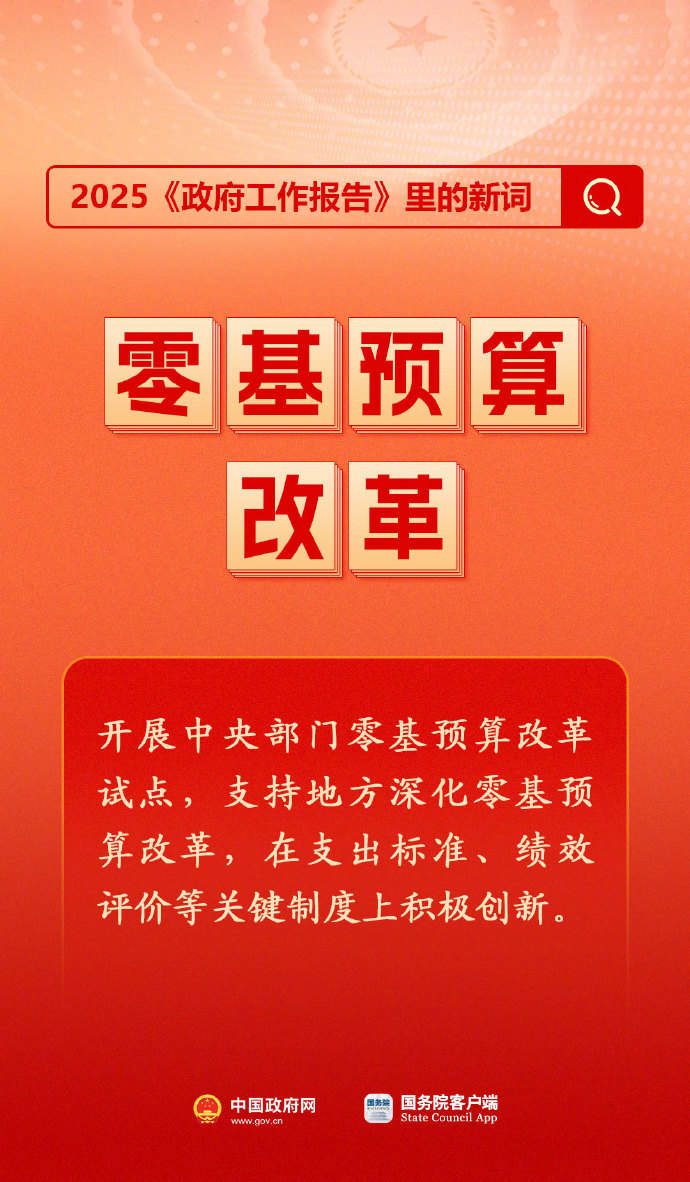 2025《政府工作报告》里的新词
零基预算
改革
开展中央部门零基预算改革
试点，支持地方深化零基预
算改革，在支出标准、绩效
评价等关键制度上积极创新。
中国政府网
www.gov.cn
国务院
国务院客户端
State Council App